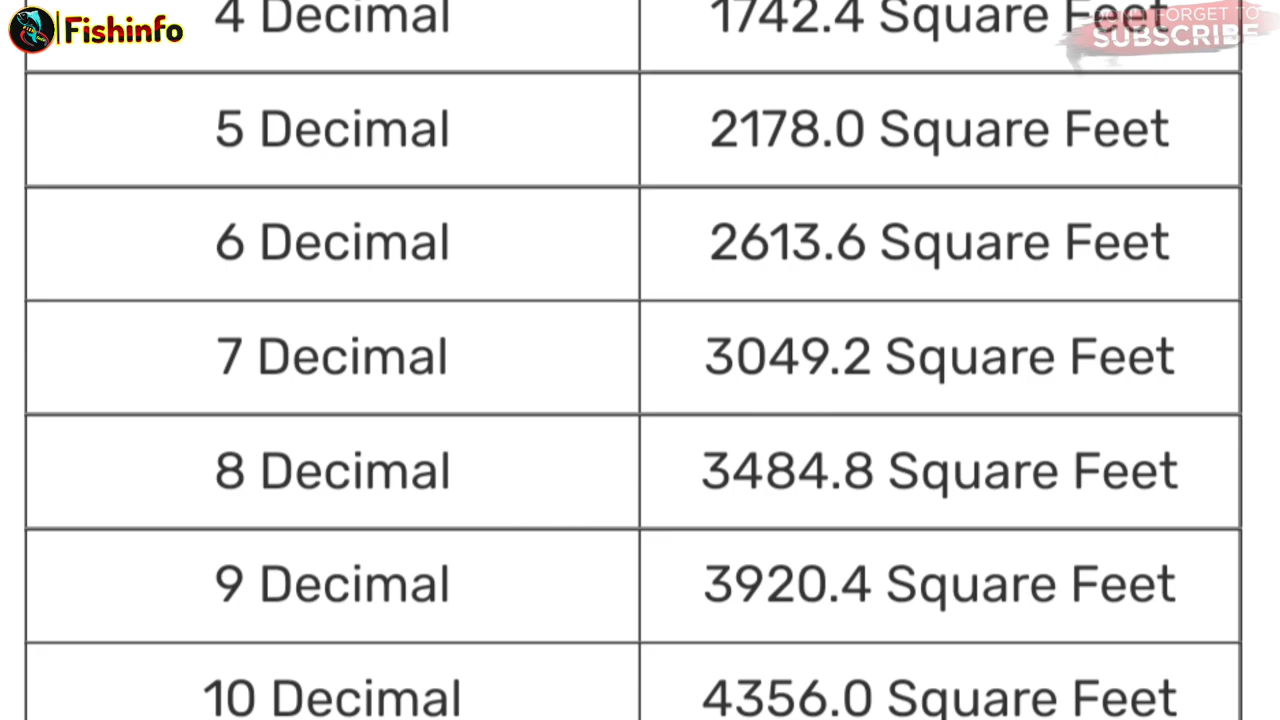 Fishinfo
DON'T FORGET TO
SUBSCRIBE
4 Decimal 1742.4 Square Feet
5 Decimal 2178.0 Square Feet
6 Decimal 2613.6 Square Feet
7 Decimal 3049.2 Square Feet
8 Decimal 3484.8 Square Feet
9 Decimal 3920.4 Square Feet
10 Decimal 4356.0 Square Feet